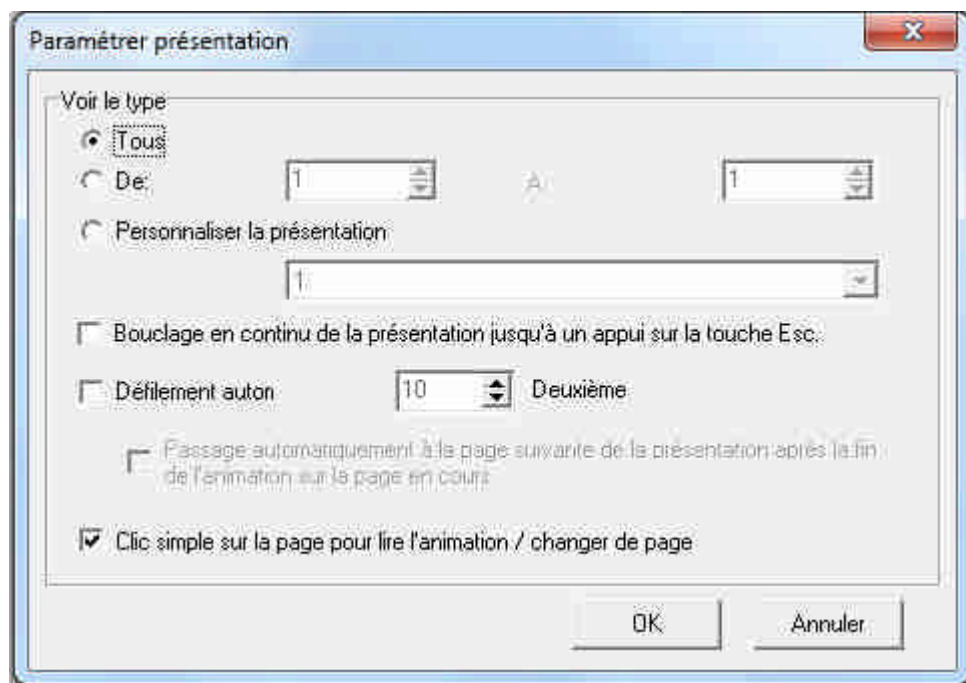 Paramétrer présentation
Voir le type
Tous
De: 1 A: 1
Personnaliser la présentation
1
Bouclage en continu de la présentation jusqu'à un appui sur la touche Esc.
Défilement auton 10 Deuxième
Passage automariquement à la page suivante de la présentation après la fin
de l'animation sur la page en cours
Clic simple sur la page pour lire l'animation / changer de page
OK Annuler